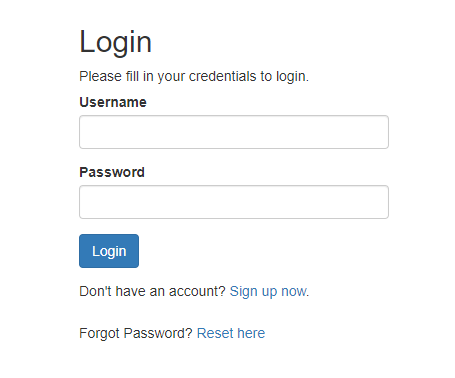 Login
Please fill in your credentials to login.
Username
Password
Login
Don't have an account? Sign up now.
Forgot Password? Reset here